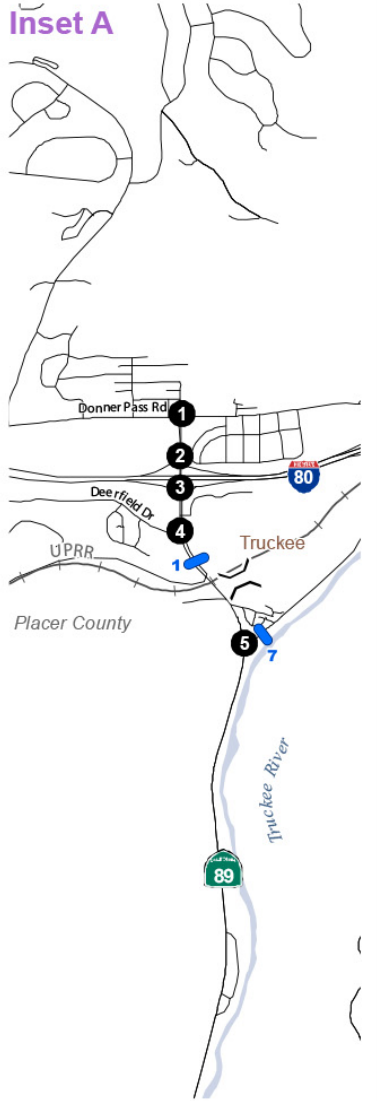 Inset A
Donner Pass Rd
1
2
3
80
Deerfield Dr
4
Truckee
1
UPRR
Placer County
5
7
Truckee River
89